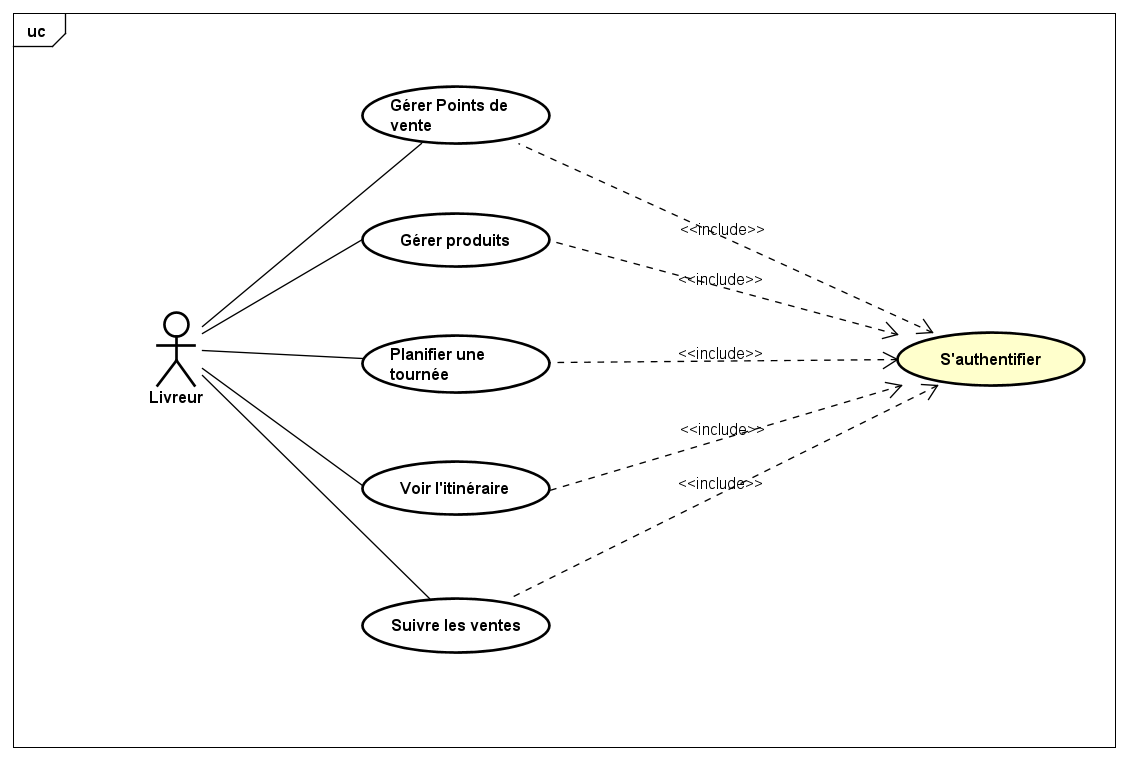 uc
Gérer Points de
vente
<<include>>
Gérer produits
<<include>>
Livreur
Planifier une
tournée
<<include>>
S'authentifier
Voir l'itinéraire
<<include>>
<<include>>
Suivre les ventes